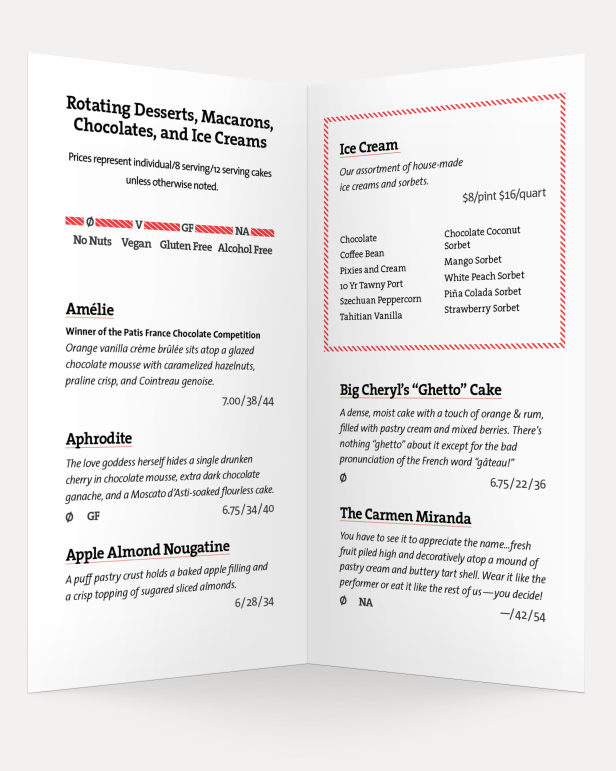 Rotating Desserts, Macarons,
Chocolates, and Ice Creams
Prices represent individual/8 serving/12 serving cakes
unless otherwise noted.
Ø V GF NA
No Nuts Vegan Gluten Free Alcohol Free
Amélie
Winner of the Patis France Chocolate Competition
Orange vanilla crème brûlée sits atop a glazed
chocolate mousse with caramelized hazelnuts,
praline crisp, and Cointreau genoise.
7.00/38/44
Aphrodite
The love goddess herself hides a single drunken
cherry in chocolate mousse, extra dark chocolate
ganache, and a Moscato d'Asti-soaked flourless cake.
Ø GF 6.75/34/40
Apple Almond Nougatine
A puff pastry crust holds a baked apple filling and
a crisp topping of sugared sliced almonds.
6/28/34
Ice Cream
Our assortment of house-made
ice creams and sorbets.
$8/pint $16/quart
Chocolate
Coffee Bean
Pixies and Cream
10 Yr Tawny Port
Szechuan Peppercorn
Tahitian Vanilla
Chocolate Coconut
Sorbet
Mango Sorbet
White Peach Sorbet
Piña Colada Sorbet
Strawberry Sorbet
Big Cheryl's “Ghetto” Cake
A dense, moist cake with a touch of orange & rum,
filled with pastry cream and mixed berries. There's
nothing “ghetto” about it except for the bad
pronunciation of the French word “gâteau!”
Ø 6.75/22/36
The Carmen Miranda
You have to see it to appreciate the name...fresh
fruit piled high and decoratively atop a mound of
pastry cream and buttery tart shell. Wear it like the
performer or eat it like the rest of us—you decide!
Ø NA —/42/54